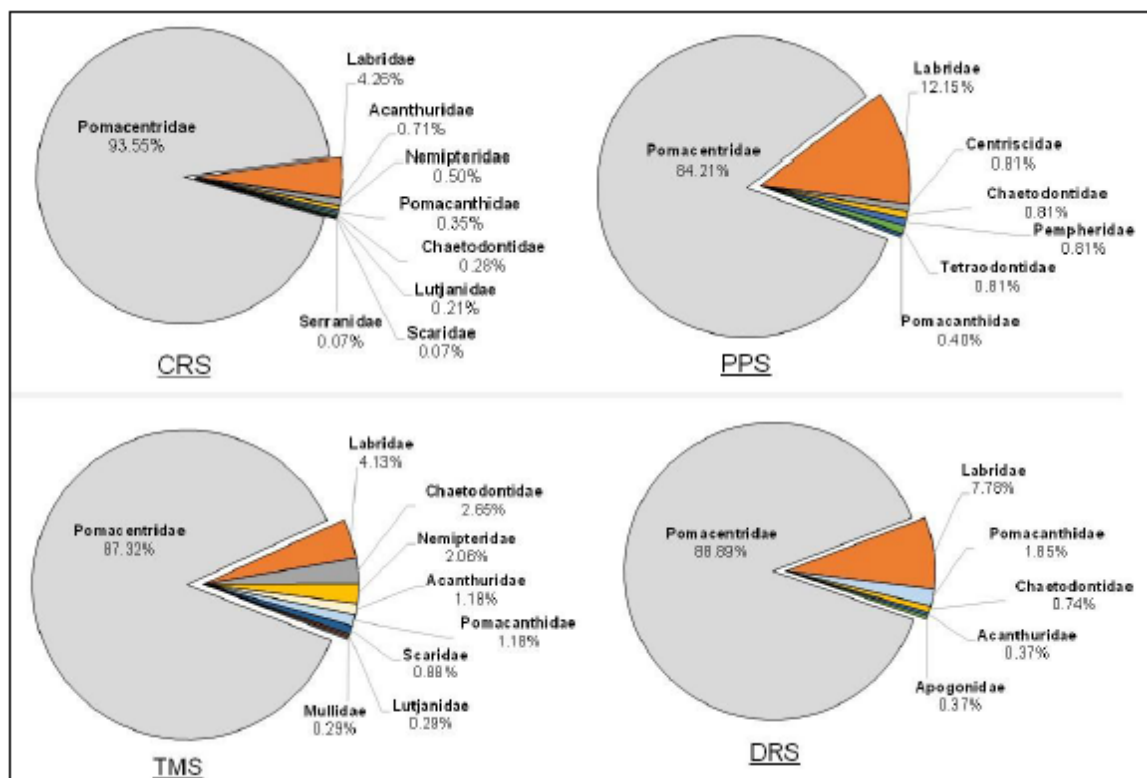 Pomacentridae
93.55%
Labridae
4.26%
Acanthuridae
0.71%
Nemipteridae
0.50%
Pomacanthidae
0.35%
Chaetodontidae
0.28%
Lutjanidae
0.21%
Scaridae
0.07%
Serranidae
0.07%
CRS
Pomacentridae
84.21%
Labridae
12.15%
Centriscidae
0.81%
Chaetodontidae
0.81%
Pempheridae
0.81%
Tetraodontidae
0.81%
Pomacanthidae
0.40%
PPS
Pomacentridae
87.32%
Labridae
4.13%
Chaetodontidae
2.65%
Nemipteridae
2.06%
Acanthuridae
1.18%
Pomacanthidae
1.18%
Scaridae
0.88%
Lutjanidae
0.29%
Mullidae
0.29%
TMS
Pomacentridae
88.89%
Labridae
7.78%
Pomacanthidae
1.85%
Chaetodontidae
0.74%
Acanthuridae
0.37%
Apogonidae
0.37%
DRS